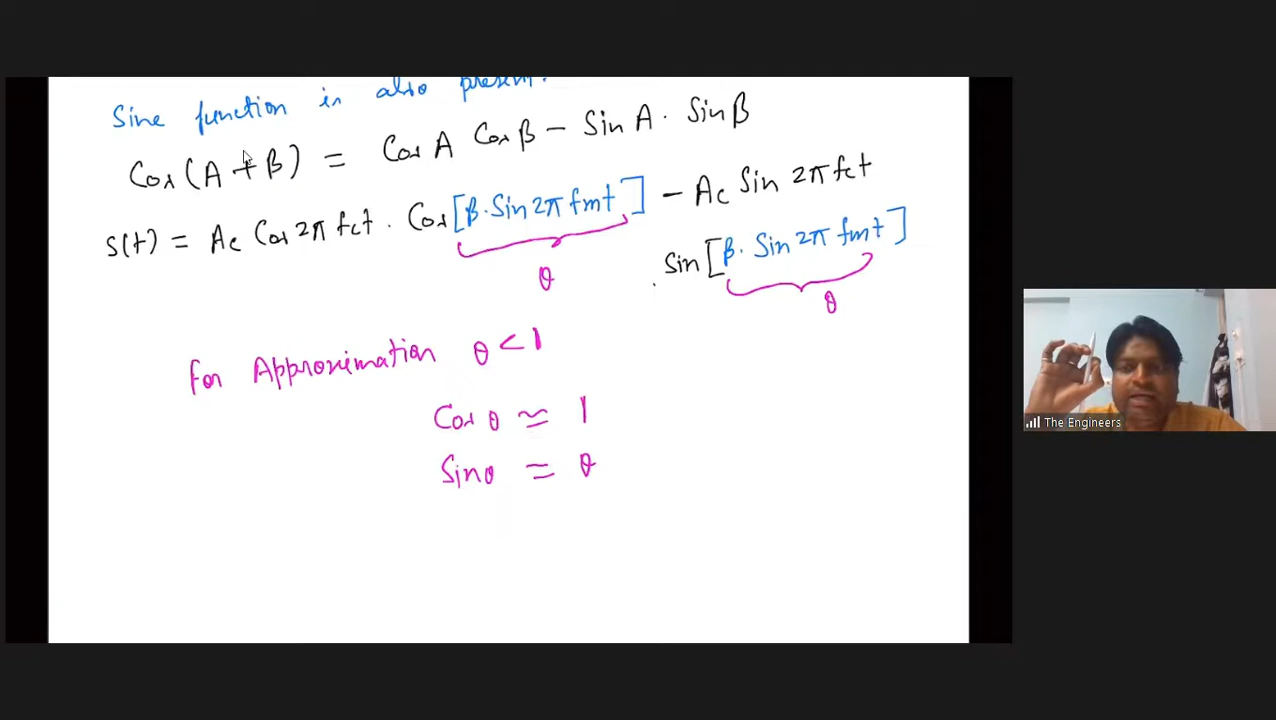 Sine function is also present.
Cos(A+B) = Cos A Cos B - Sin A . Sin B
s(t) = Ac Cos 2π fct . Cos [β. Sin 2π fmt] - Ac Sin 2π fct
. Sin [β. Sin 2π fmt]
θ
θ
For Approximation θ < 1
Cos θ ≃ 1
Sin θ = θ
The Engineers